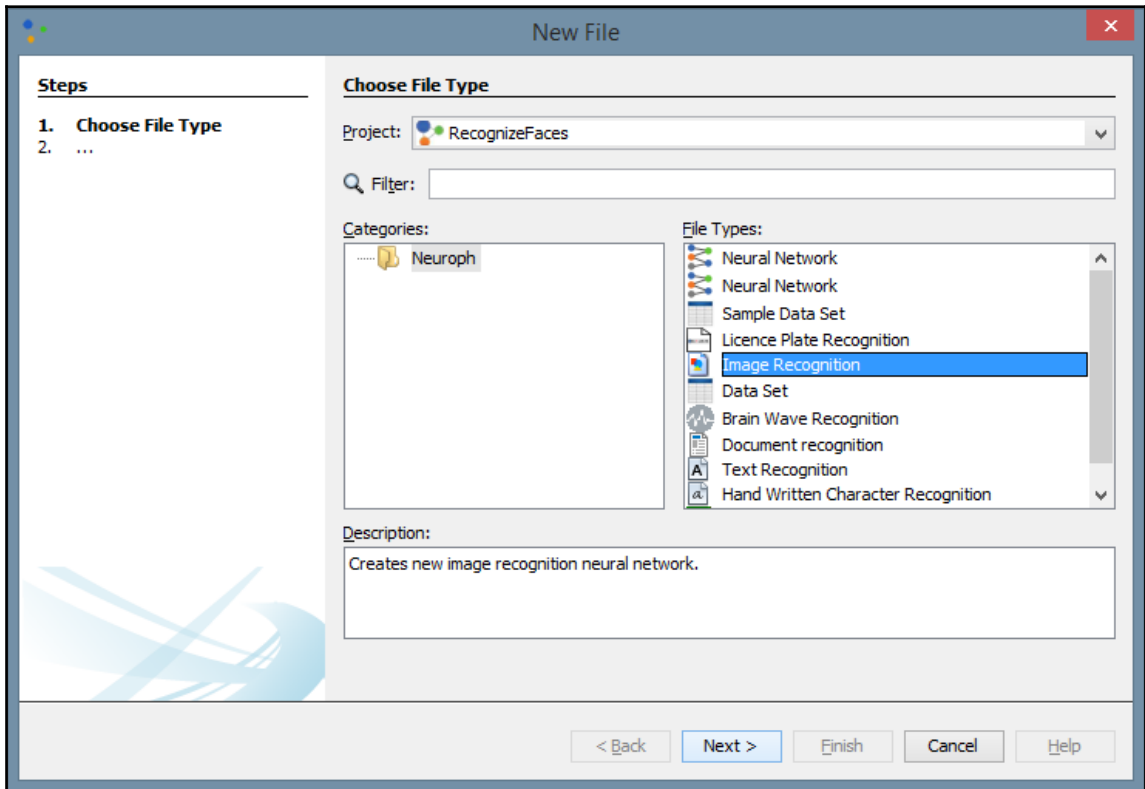 New File
Steps
1. Choose File Type
2. ...
Choose File Type
Project: RecognizeFaces
Filter:
Categories:
Neuroph
File Types:
Neural Network
Neural Network
Sample Data Set
Licence Plate Recognition
Image Recognition
Data Set
Brain Wave Recognition
Document recognition
Text Recognition
Hand Written Character Recognition
Description:
Creates new image recognition neural network.
< Back Next > Finish Cancel Help